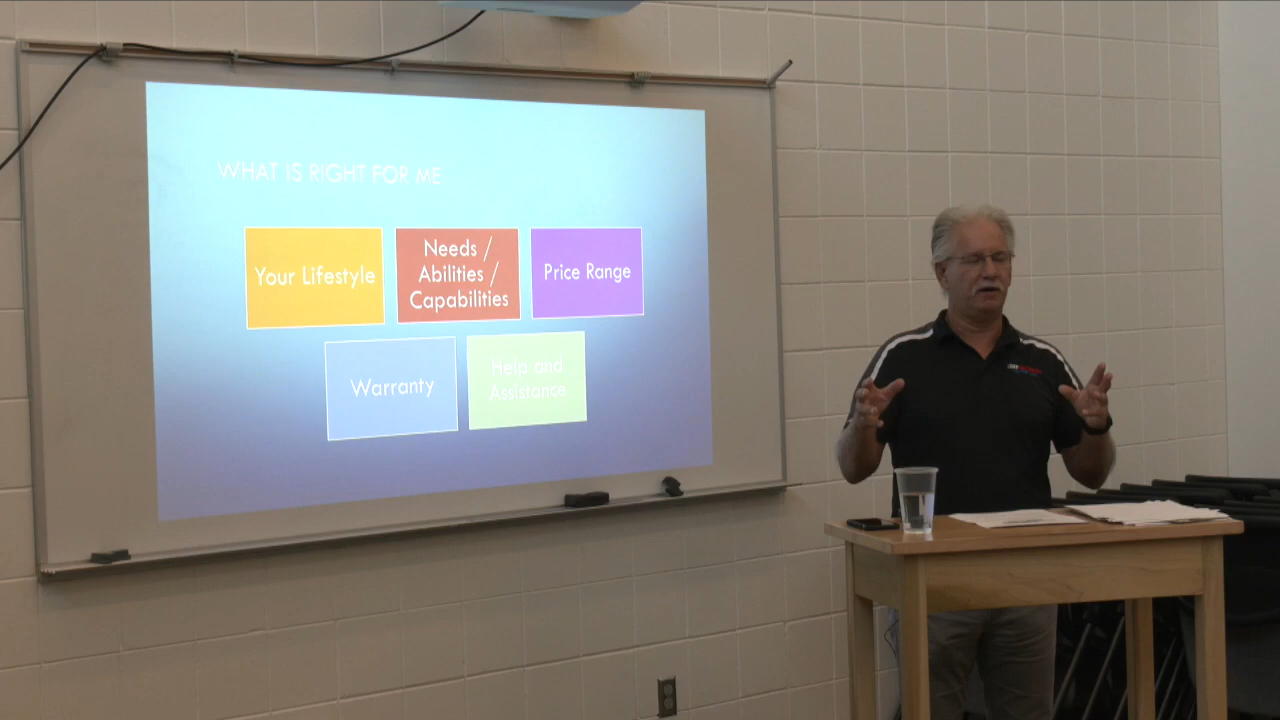 WHAT IS RIGHT FOR ME
Your Lifestyle
Needs /
Abilities /
Capabilities
Price Range
Warranty
Help and
Assistance